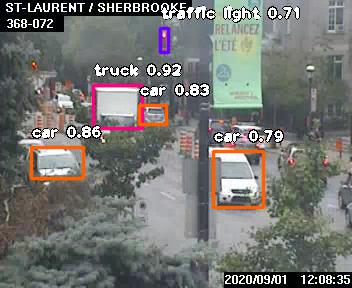 ST-LAURENT / SHERBROOKE
traffic light 0.71
368-072
RELANCEZ
L'ÉTÉ
truck 0.92
car 0.83
car 0.86
car 0.79
2020/09/01 12:08:35